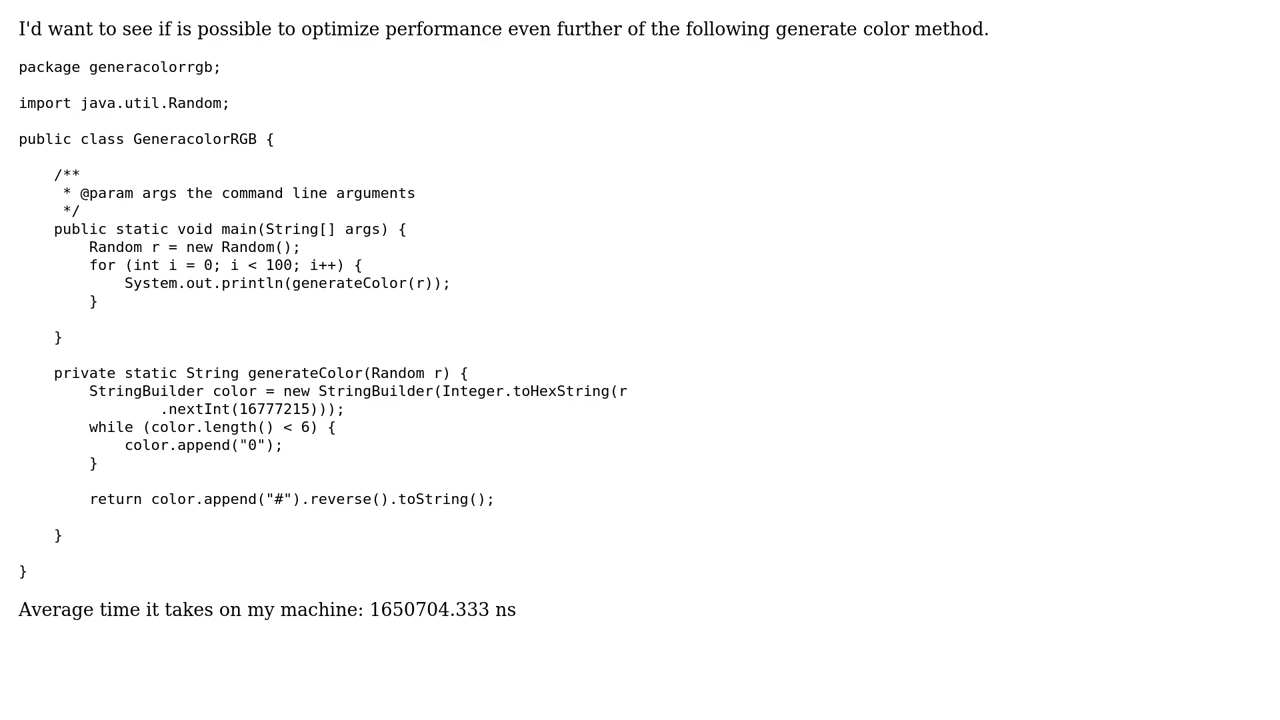 I'd want to see if is possible to optimize performance even further of the following generate color method.
package generacolorrgb;
import java.util.Random;
public class GeneracolorRGB {
    /**
     * @param args the command line arguments
     */
    public static void main(String[] args) {
        Random r = new Random();
        for (int i = 0; i < 100; i++) {
            System.out.println(generateColor(r));
        }
    }
    private static String generateColor(Random r) {
        StringBuilder color = new StringBuilder(Integer.toHexString(r
                .nextInt(16777215)));
        while (color.length() < 6) {
            color.append("0");
        }
        return color.append("#").reverse().toString();
    }
}
Average time it takes on my machine: 1650704.333 ns